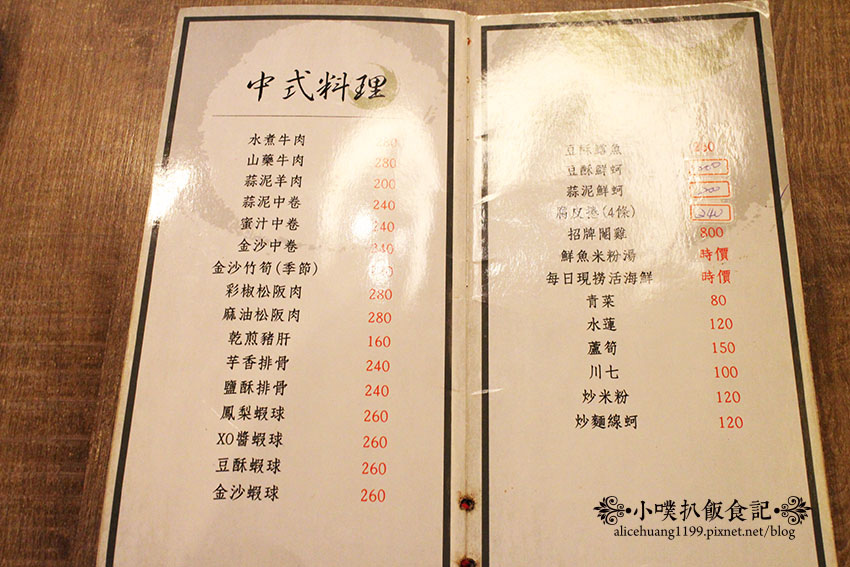 中式料理
水煮牛肉 280
山藥牛肉 280
蒜泥羊肉 200
蒜泥中卷 240
蜜汁中卷 240
金沙中卷 240
金沙竹筍(季節)
彩椒松阪肉 280
麻油松阪肉 280
乾煎豬肝 160
芋香排骨 240
鹽酥排骨 240
鳳梨蝦球 260
XO醬蝦球 260
豆酥蝦球 260
金沙蝦球 260
豆酥鱈魚
豆酥鮮蚵
蒜泥鮮蚵
腐皮捲(4條) 240
招牌閹雞 800
鮮魚米粉湯 時價
每日現撈活海鮮 時價
青菜 80
水蓮 120
蘆筍 150
川七 100
炒米粉 120
炒麵線蚵 120
小噗扒飯食記
alicehuang1199.pixnet.net/blog